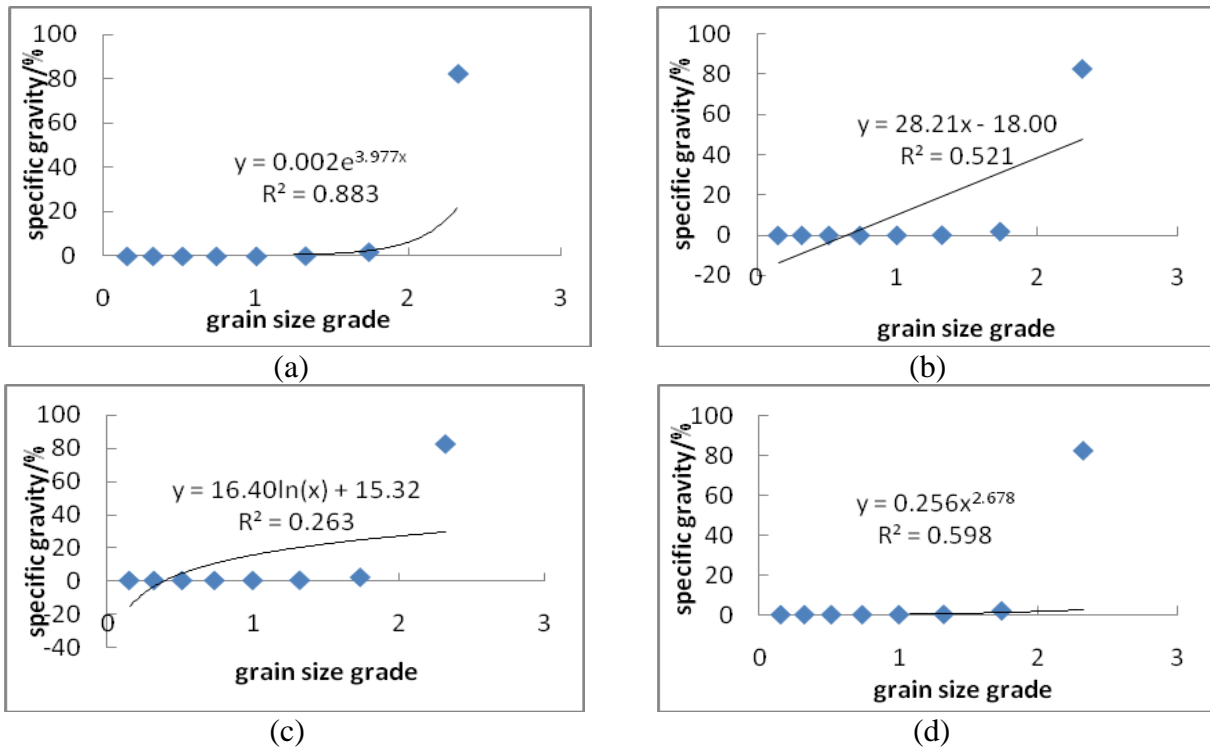 100
80
60
40
20
0
specific gravity/%
y = 0.002e^3.977x
R² = 0.883
0 1 2 3
grain size grade
(a)
100
80
60
40
20
0
-20
specific gravity/%
y = 28.21x - 18.00
R² = 0.521
0 1 2 3
grain size grade
(b)
100
80
60
40
20
0
-20
-40
specific gravity/%
y = 16.40ln(x) + 15.32
R² = 0.263
0 1 2 3
grain size grade
(c)
100
80
60
40
20
0
specific gravity/%
y = 0.256x^2.678
R² = 0.598
0 1 2 3
grain size grade
(d)